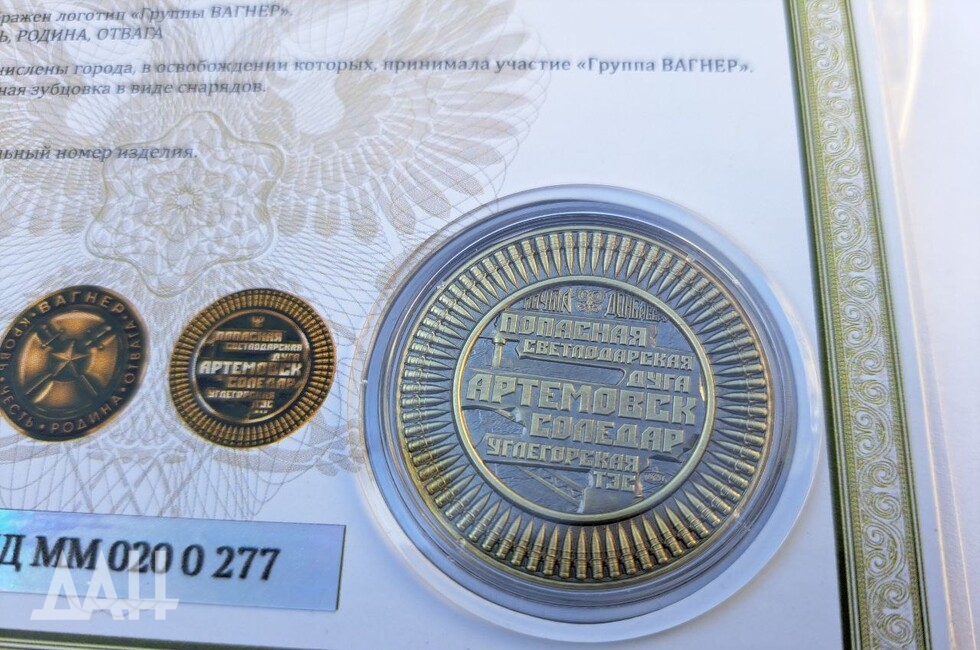 ражен логотип «Группы ВАГНЕР».
Ь, РОДИНА, ОТВАГА
числены города, в освобождении которых, принимала участие «Группа ВАГНЕР».
ная зубцовка в виде снарядов.
льный номер изделия.
ВАГНЕР
КРОВЬ • ЧЕСТЬ • РОДИНА • ОТВАГА
ПОПАСНАЯ
СВЕТЛОДАРСКАЯ
ДУГА
АРТЕМОВСК
СОЛЕДАР
УГЛЕГОРСКАЯ
ТЭС
ПОПАСНАЯ
СВЕТЛОДАРСКАЯ
ДУГА
АРТЕМОВСК
СОЛЕДАР
УГЛЕГОРСКАЯ
ТЭС
Д ММ 020 0 277
ДАН